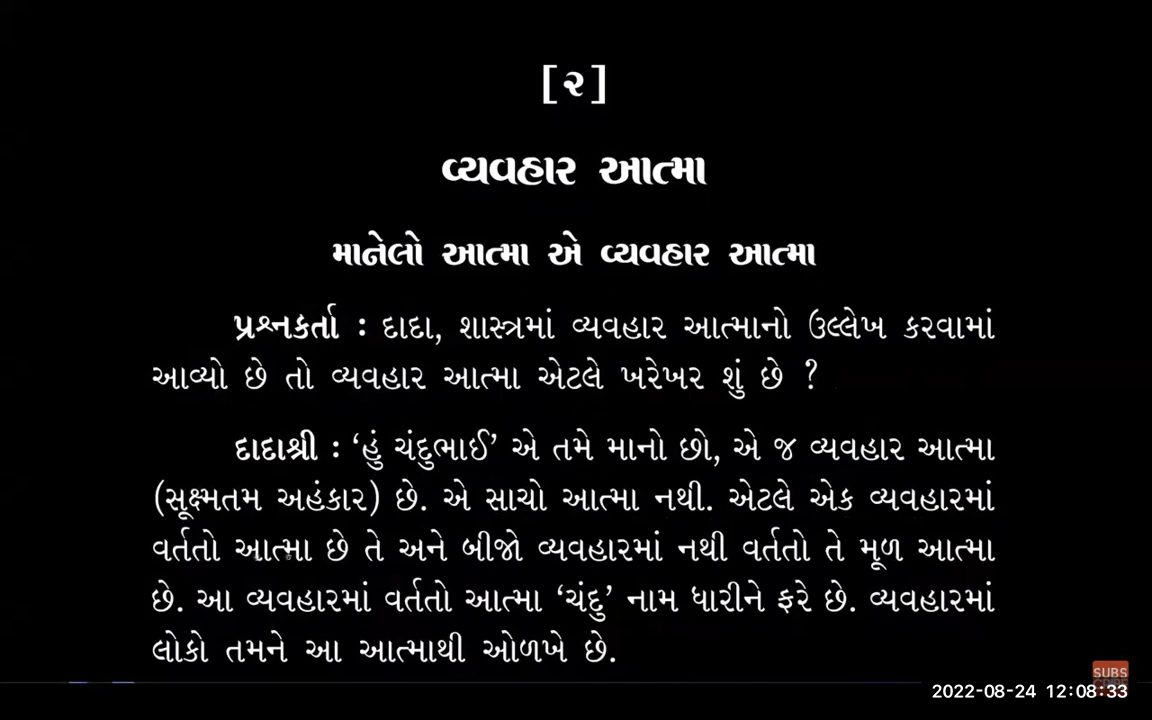 [૨]
વ્યવહાર આત્મા
માનેલો આત્મા એ વ્યવહાર આત્મા
પ્રશ્નકર્તા : દાદા, શાસ્ત્રમાં વ્યવહાર આત્માનો ઉલ્લેખ કરવામાં
આવ્યો છે તો વ્યવહાર આત્મા એટલે ખરેખર શું છે ?
દાદાશ્રી : ‘હું ચંદુભાઈ’ એ તમે માનો છો, એ જ વ્યવહાર આત્મા
(સૂક્ષ્મતમ અહંકાર) છે. એ સાચો આત્મા નથી. એટલે એક વ્યવહારમાં
વર્તતો આત્મા છે તે અને બીજો વ્યવહારમાં નથી વર્તતો તે મૂળ આત્મા
છે. આ વ્યવહારમાં વર્તતો આત્મા ‘ચંદુ’ નામ ધારીને ફરે છે. વ્યવહારમાં
લોકો તમને આ આત્માથી ઓળખે છે.
SUBS
2022-08-24 12:08:33